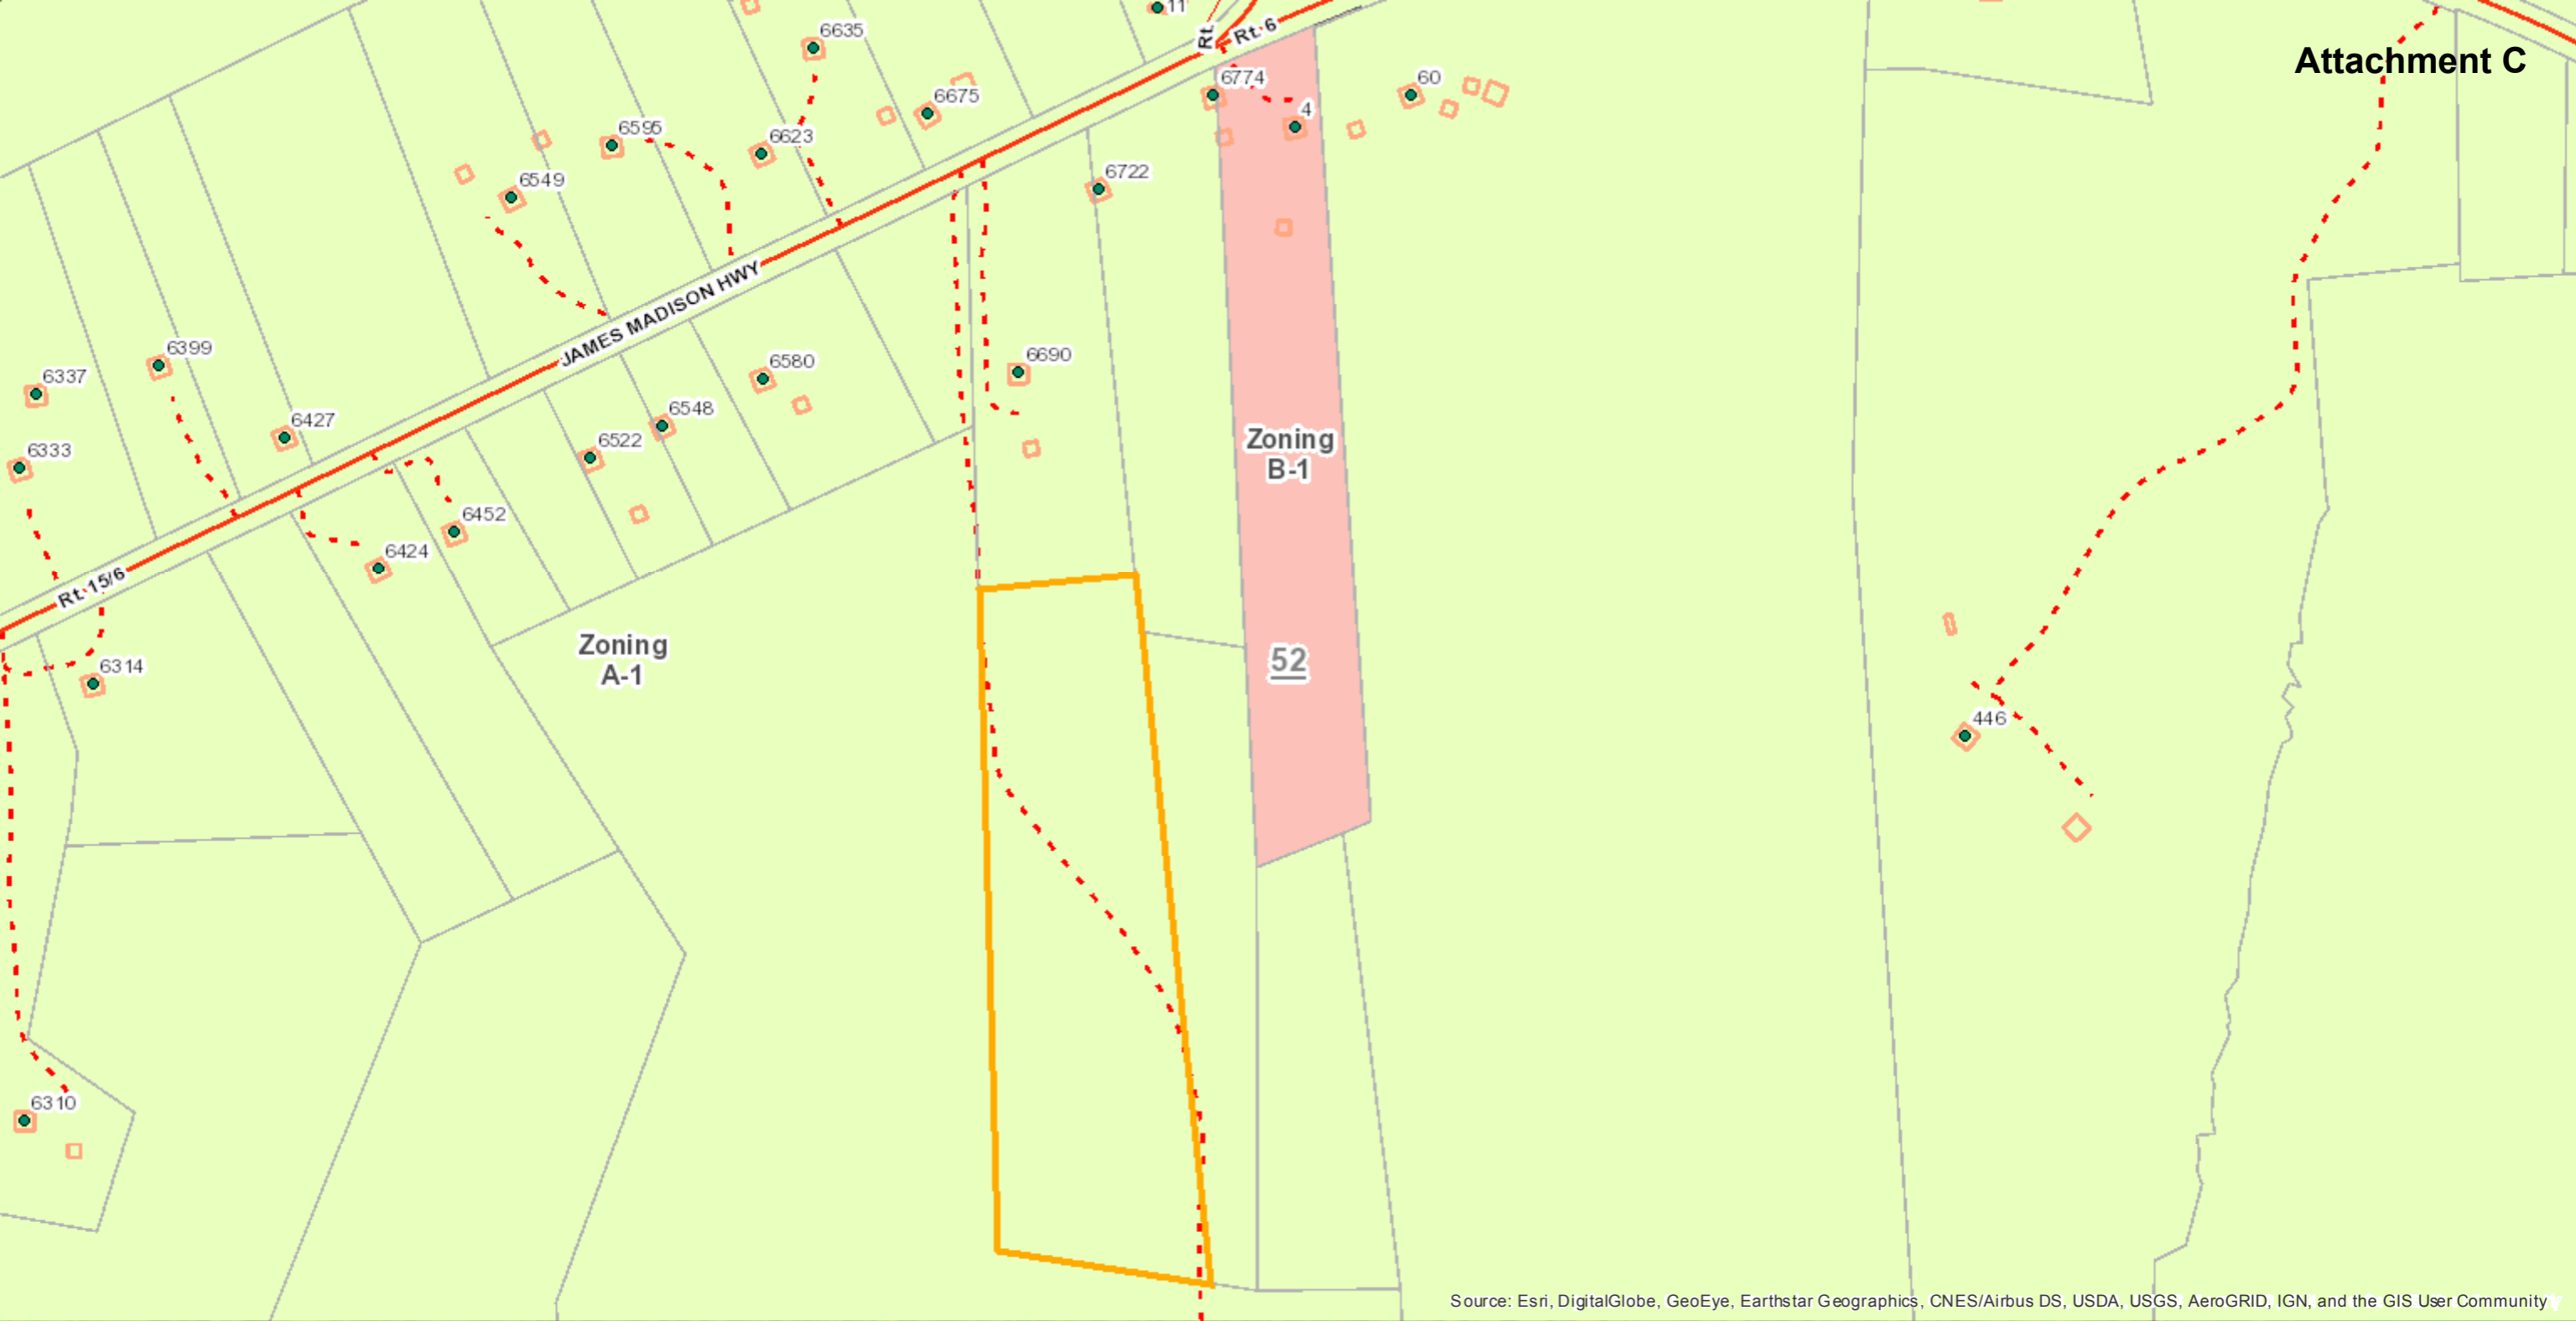 11
6635
Rt.
Rt. 6
Attachment C
6774
60
6675
4
6595
6623
6549
6722
JAMES MADISON HWY
6399
6690
6580
6337
6548
6427
6522
Zoning
B-1
6333
6452
6424
Rt. 15/6
Zoning
A-1
52
6314
446
6310
Source: Esri, DigitalGlobe, GeoEye, Earthstar Geographics, CNES/Airbus DS, USDA, USGS, AeroGRID, IGN, and the GIS User Community